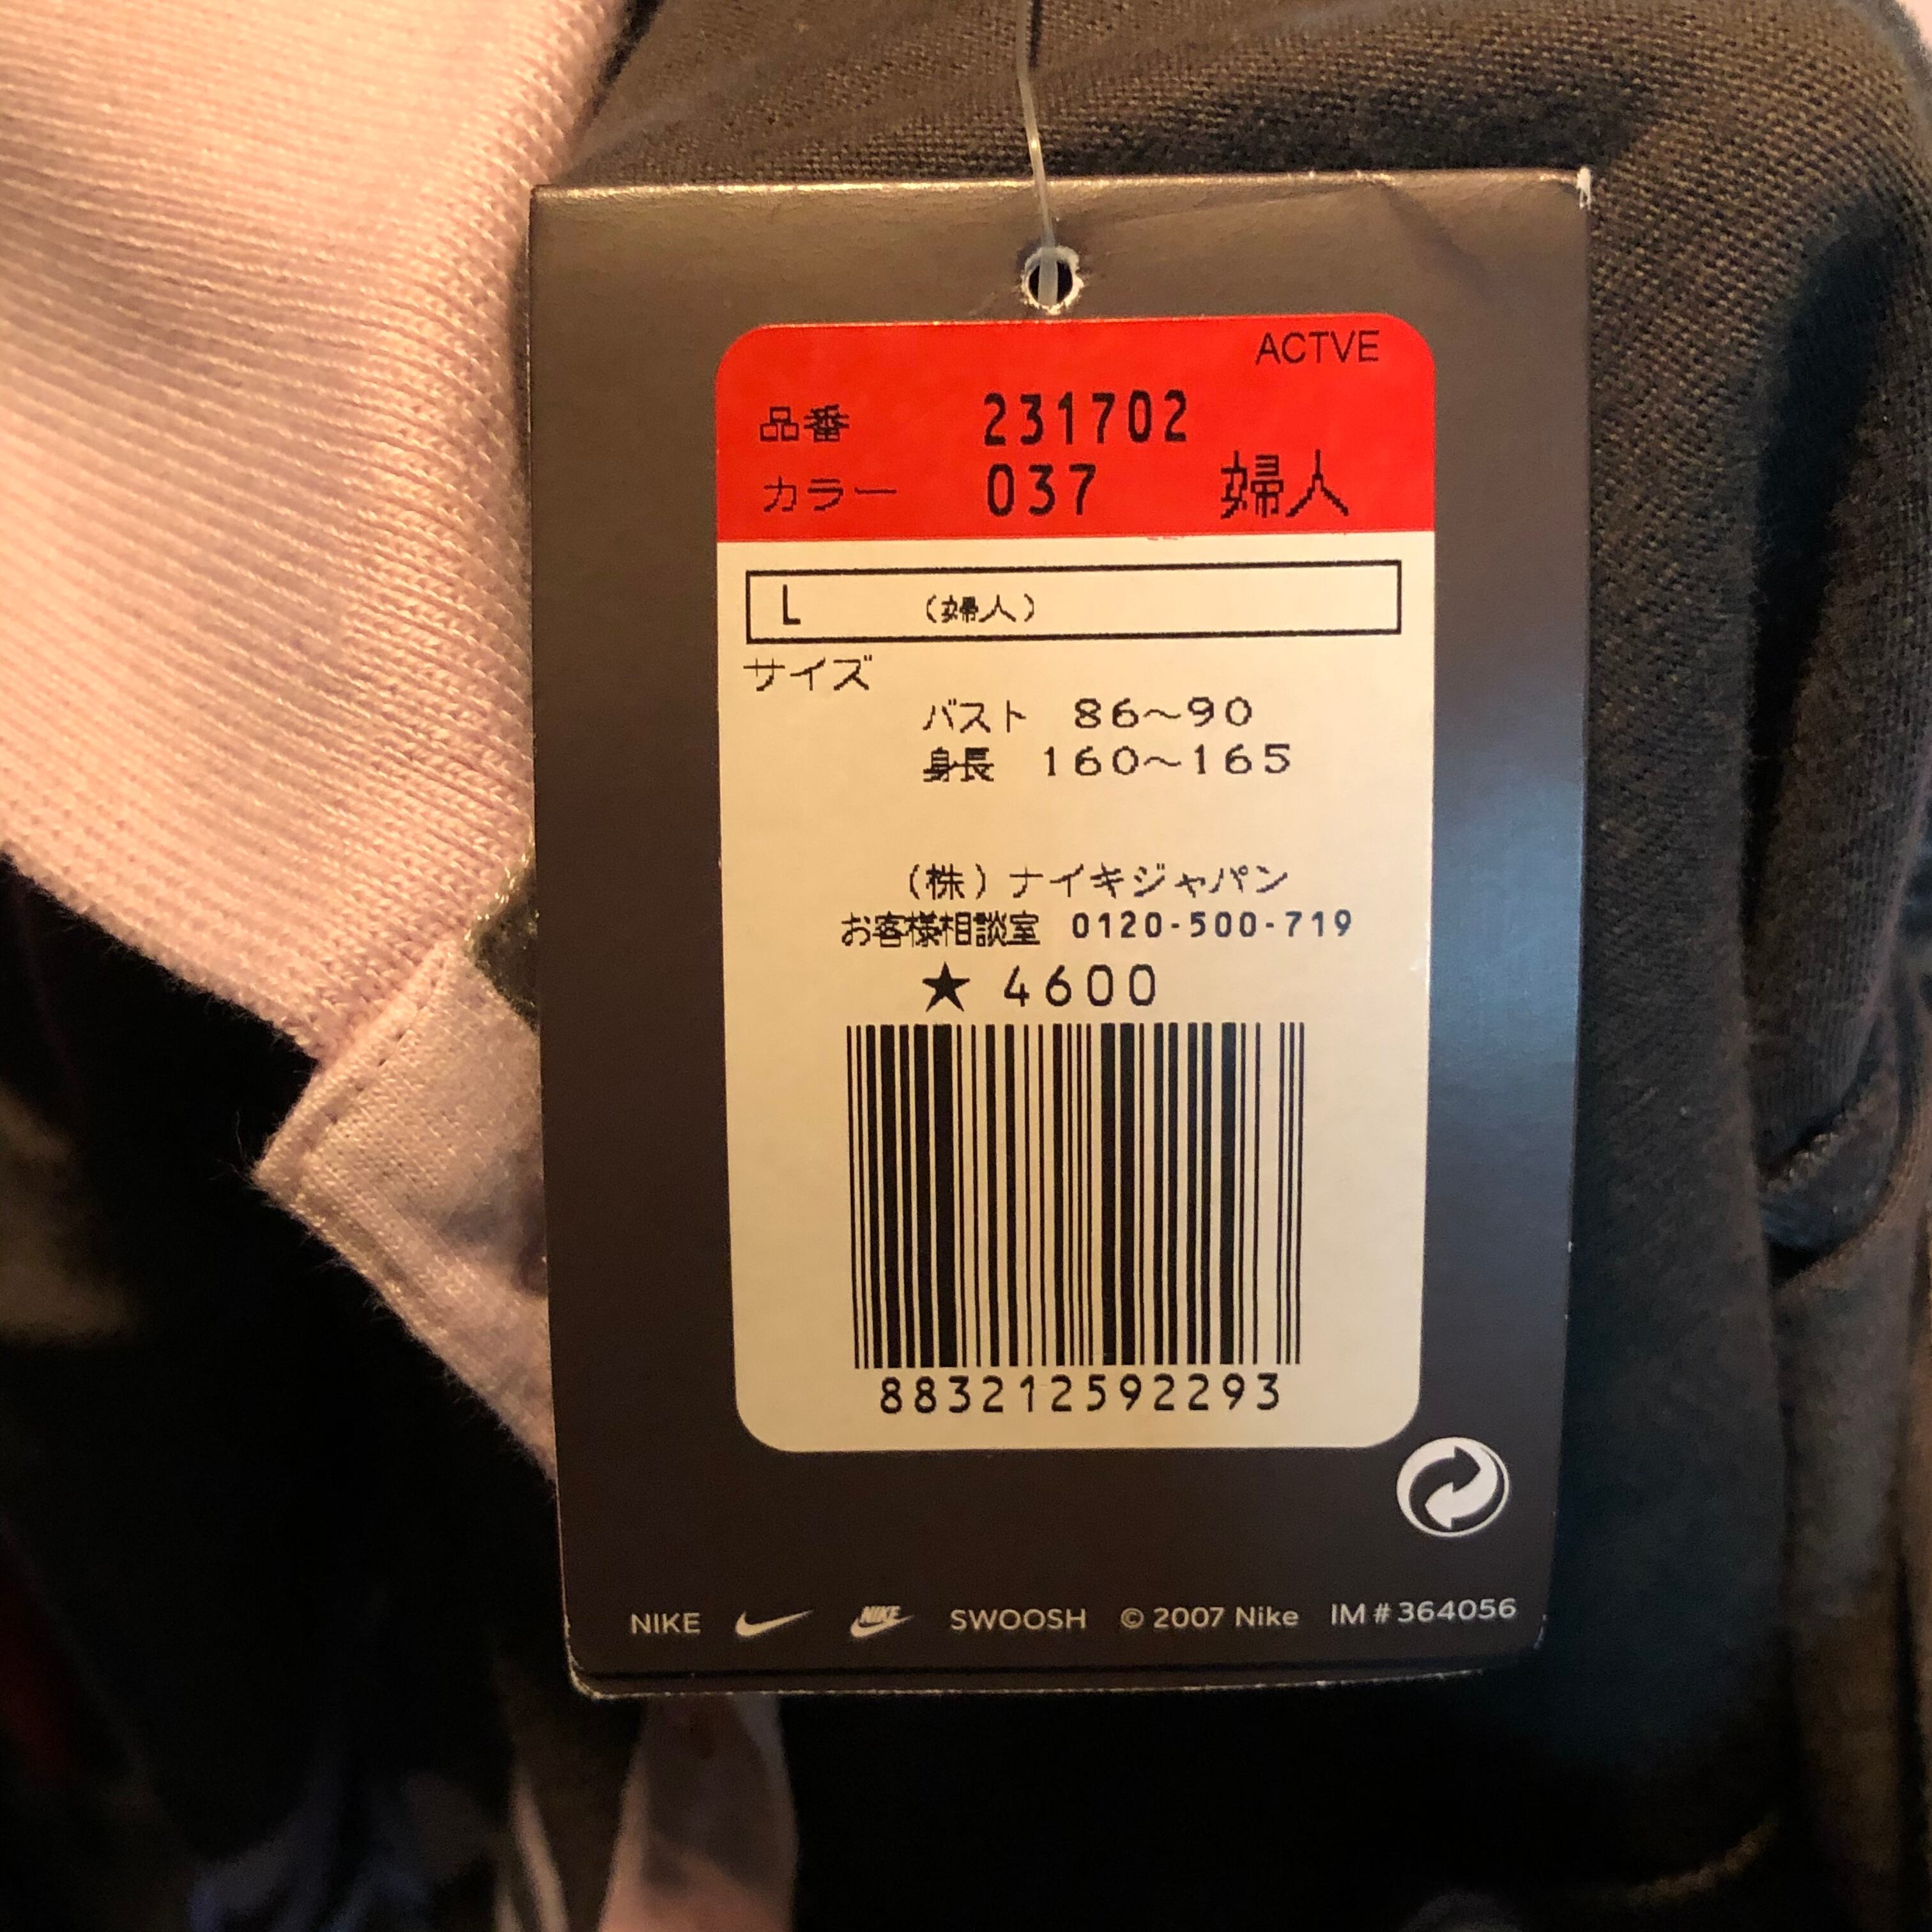 ACTVE
品番 231702
カラー 037 婦人
L (婦人)
サイズ
バスト 86~90
身長 160~165
(株)ナイキジャパン
お客様相談室 0120-500-719
★ 4600
883212592293
NIKE NIKE SWOOSH © 2007 Nike IM # 364056